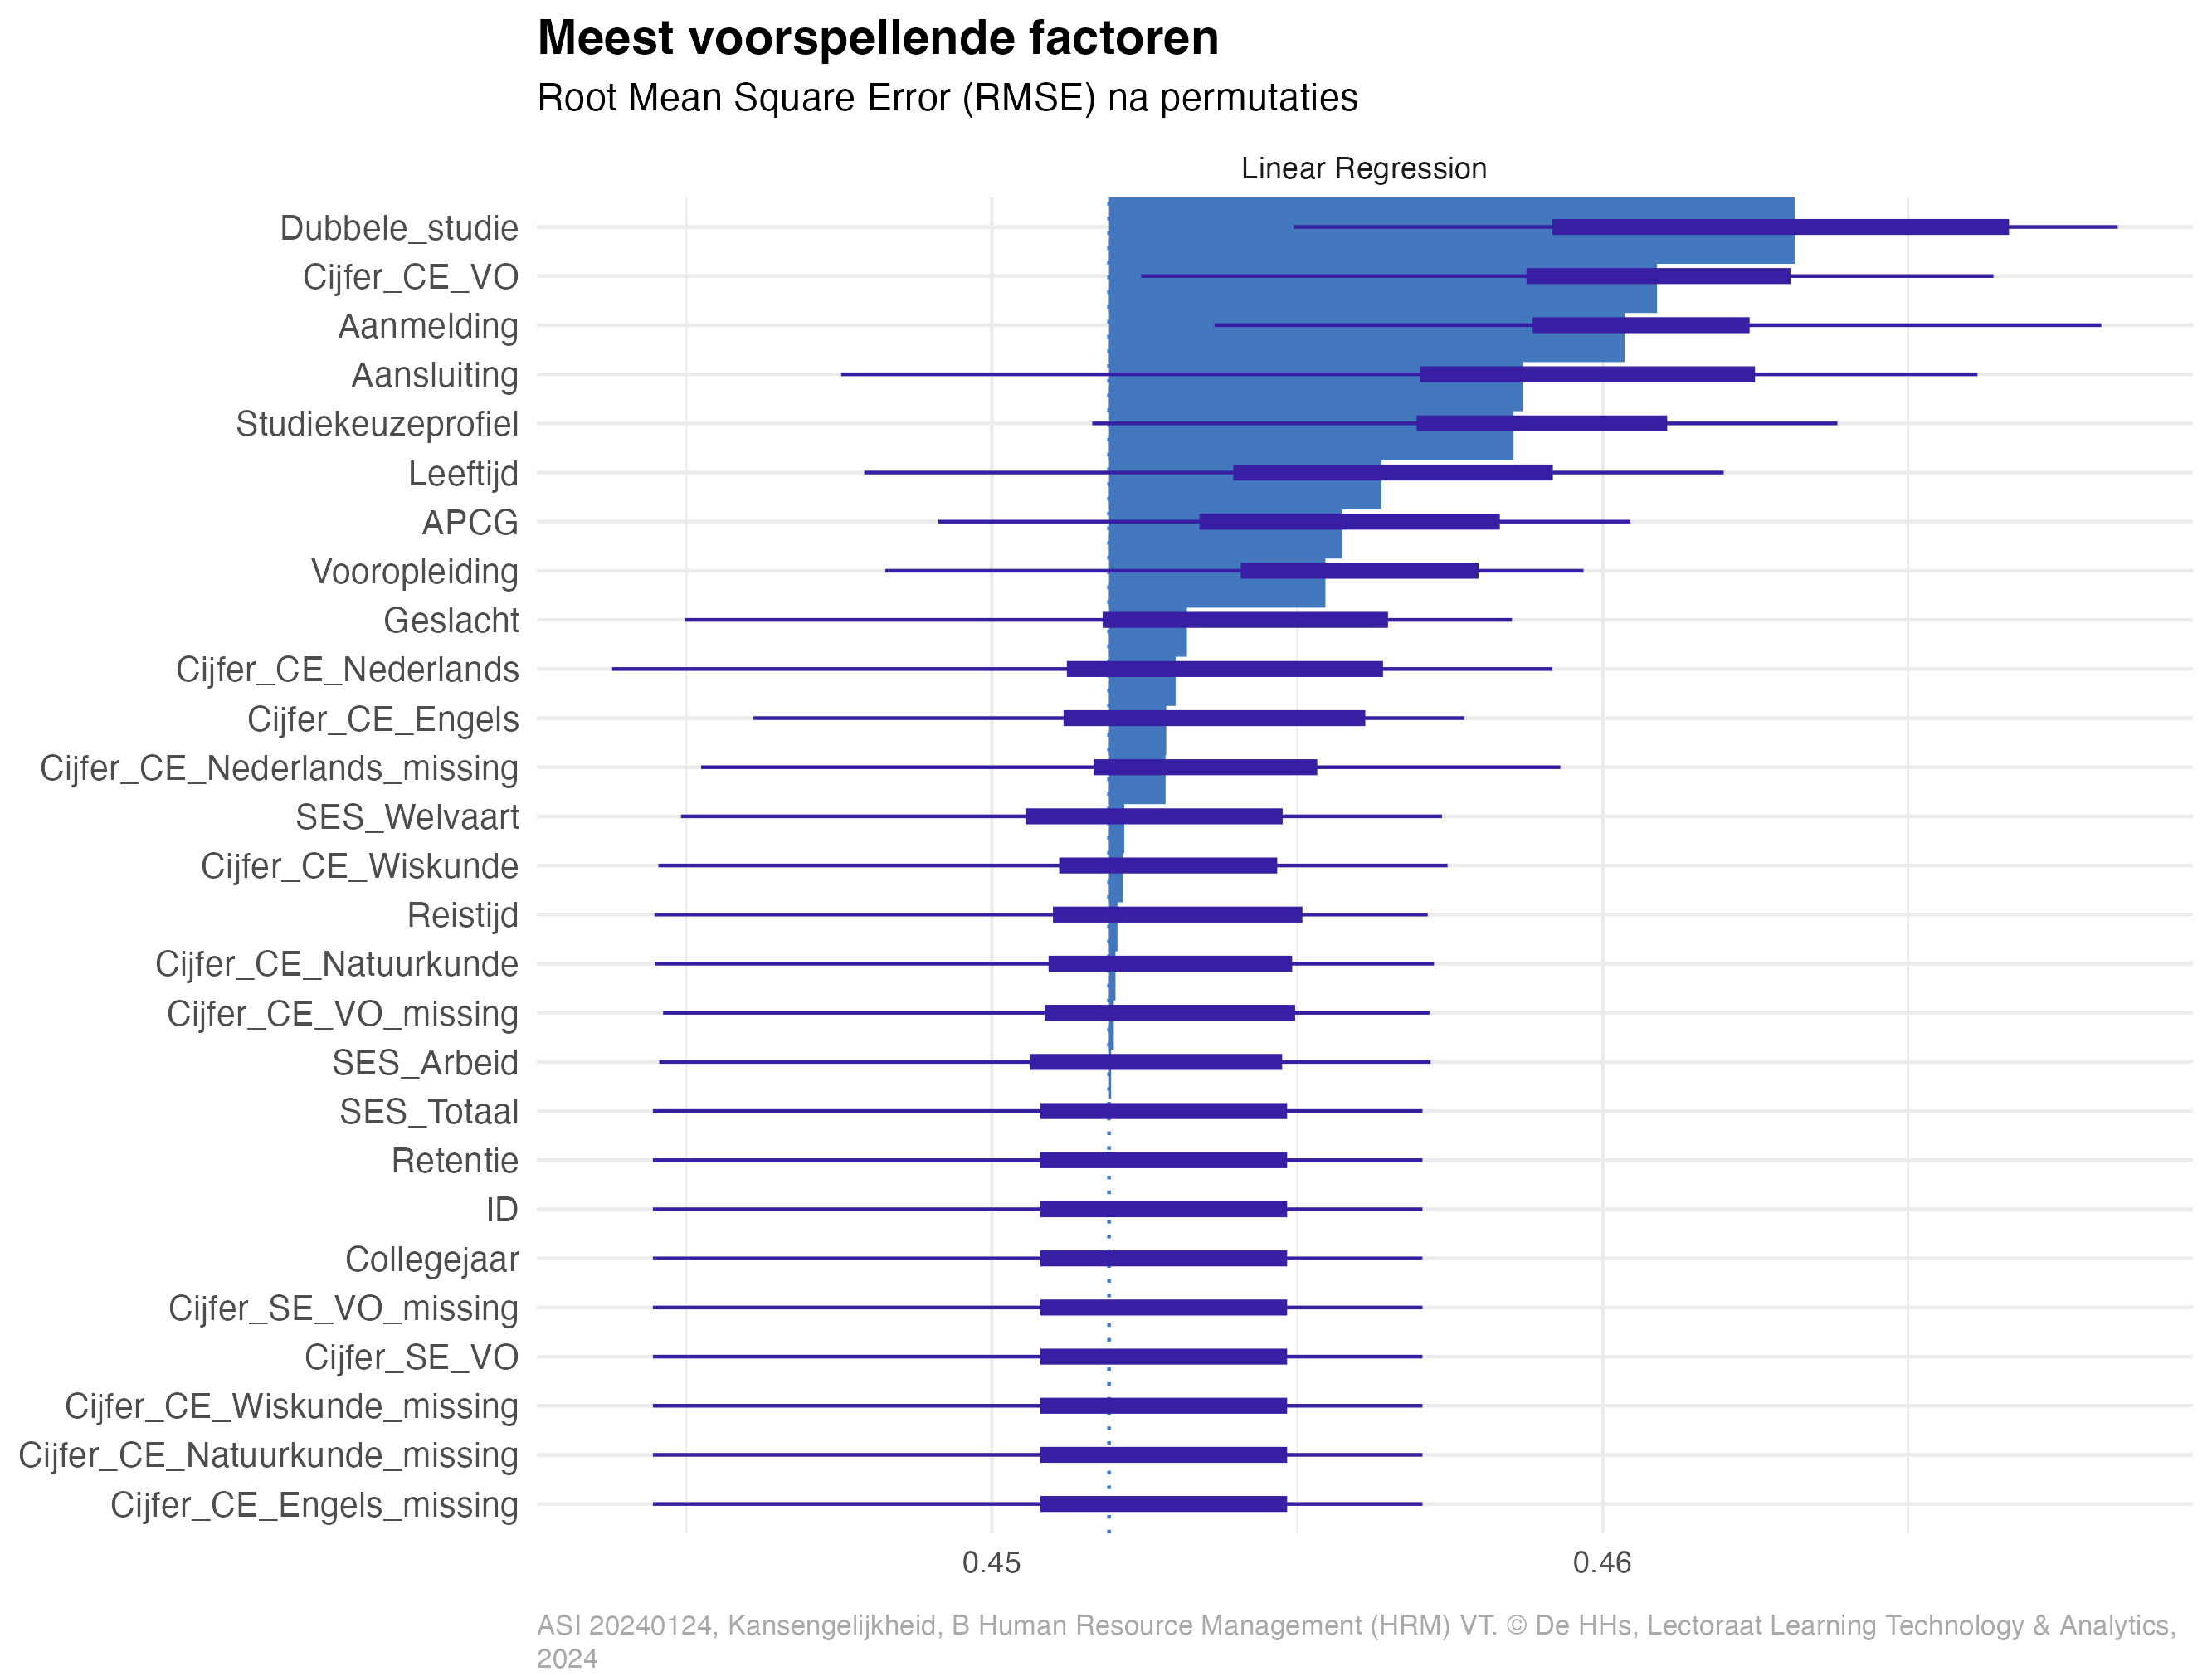 Meest voorspellende factoren
Root Mean Square Error (RMSE) na permutaties
Linear Regression
Dubbele_studie
Cijfer_CE_VO
Aanmelding
Aansluiting
Studiekeuzeprofiel
Leeftijd
APCG
Vooropleiding
Geslacht
Cijfer_CE_Nederlands
Cijfer_CE_Engels
Cijfer_CE_Nederlands_missing
SES_Welvaart
Cijfer_CE_Wiskunde
Reistijd
Cijfer_CE_Natuurkunde
Cijfer_CE_VO_missing
SES_Arbeid
SES_Totaal
Retentie
ID
Collegejaar
Cijfer_SE_VO_missing
Cijfer_SE_VO
Cijfer_CE_Wiskunde_missing
Cijfer_CE_Natuurkunde_missing
Cijfer_CE_Engels_missing
0.45 0.46
ASI 20240124, Kansengelijkheid, B Human Resource Management (HRM) VT. © De HHs, Lectoraat Learning Technology & Analytics,
2024